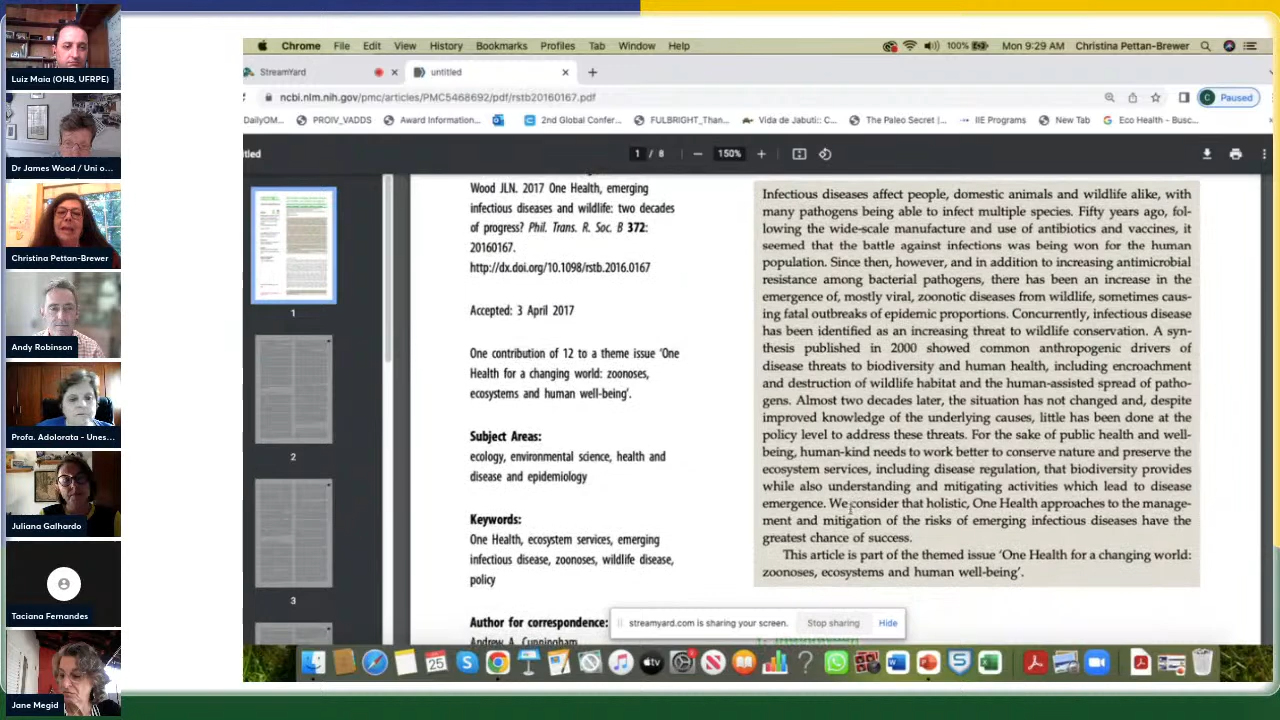 Luiz Maia (OHB, UFRPE)
Dr James Wood / Uni o...
Christina Pettan-Brewer
Andy Robinson
Profa. Adolorata - Unes...
Juliana Galhardo
Taciana Fernandes
Jane Megid
Chrome File Edit View History Bookmarks Profiles Tab Window Help 100% Mon 9:29 AM Christina Pettan-Brewer
StreamYard untitled
ncbi.nlm.nih.gov/pmc/articles/PMC5468692/pdf/rstb20160167.pdf C Paused
DailyOM... PROIV_VADDS Award Information... 2nd Global Confer... FULBRIGHT_Than... Vida de Jabuti:... The Paleo Secret |... IIE Programs New Tab Eco Health - Busc...
1 / 8 150%
1
2
3
Wood JLN. 2017 One Health, emerging
infectious diseases and wildlife: two decades
of progress? Phil. Trans. R. Soc. B 372:
20160167.
http://dx.doi.org/10.1098/rstb.2016.0167
Accepted: 3 April 2017
One contribution of 12 to a theme issue ‘One
Health for a changing world: zoonoses,
ecosystems and human well-being’.
Subject Areas:
ecology, environmental science, health and
disease and epidemiology
Keywords:
One Health, ecosystem services, emerging
infectious disease, zoonoses, wildlife disease,
policy
Author for correspondence:
Andrew A. Cunningham
Infectious diseases affect people, domestic animals and wildlife alike, with
many pathogens being able to infect multiple species. Fifty years ago, fol-
lowing the wide-scale manufacture and use of antibiotics and vaccines, it
seemed that the battle against infections was being won for the human
population. Since then, however, and in addition to increasing antimicrobial
resistance among bacterial pathogens, there has been an increase in the
emergence of, mostly viral, zoonotic diseases from wildlife, sometimes caus-
ing fatal outbreaks of epidemic proportions. Concurrently, infectious disease
has been identified as an increasing threat to wildlife conservation. A syn-
thesis published in 2000 showed common anthropogenic drivers of
disease threats to biodiversity and human health, including encroachment
and destruction of wildlife habitat and the human-assisted spread of patho-
gens. Almost two decades later, the situation has not changed and, despite
improved knowledge of the underlying causes, little has been done at the
policy level to address these threats. For the sake of public health and well-
being, human-kind needs to work better to conserve nature and preserve the
ecosystem services, including disease regulation, that biodiversity provides
while also understanding and mitigating activities which lead to disease
emergence. We consider that holistic, One Health approaches to the manage-
ment and mitigation of the risks of emerging infectious diseases have the
greatest chance of success.
This article is part of the themed issue ‘One Health for a changing world:
zoonoses, ecosystems and human well-being’.
streamyard.com is sharing your screen. Stop sharing Hide
25